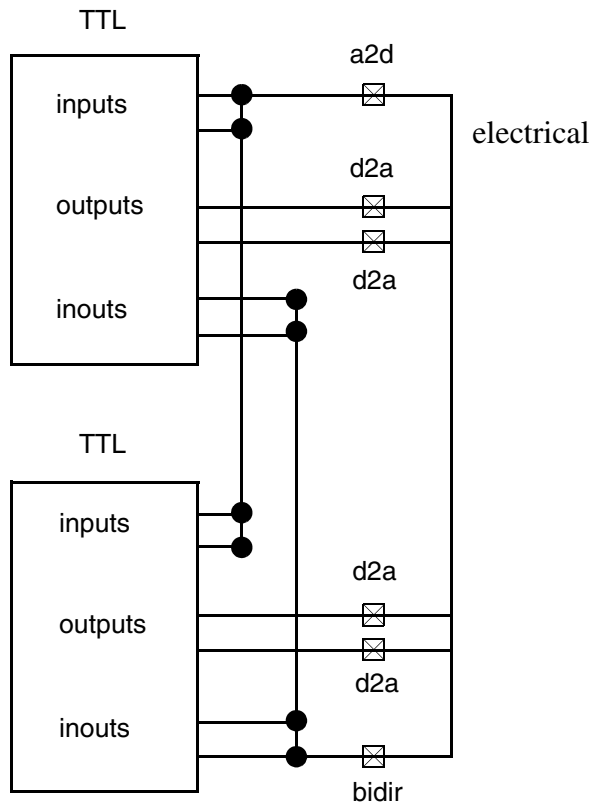 TTL
a2d
inputs
electrical
d2a
outputs
d2a
inouts
TTL
inputs
d2a
outputs
d2a
inouts
bidir